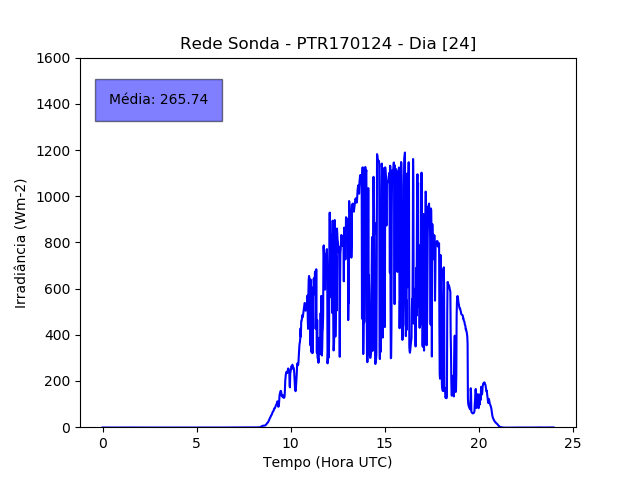 Rede Sonda - PTR170124 - Dia [24]
1600
1400
1200
1000
800
600
400
200
0
Irradiância (Wm-2)
Média: 265.74
0 5 10 15 20 25
Tempo (Hora UTC)